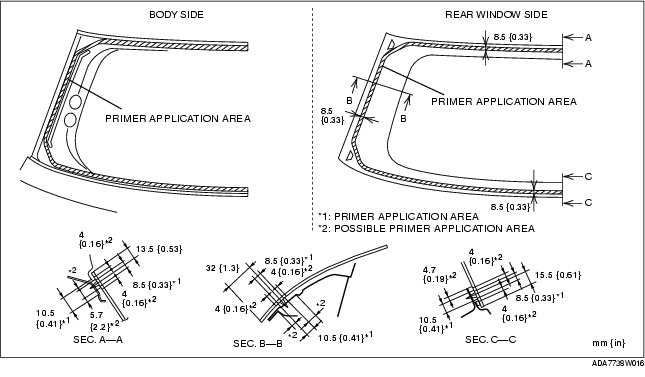 BODY SIDE
REAR WINDOW SIDE
8.5 {0.33}
A
A
PRIMER APPLICATION AREA
B
B
8.5
{0.33}
PRIMER APPLICATION AREA
C
C
8.5 {0.33}
*1: PRIMER APPLICATION AREA
*2: POSSIBLE PRIMER APPLICATION AREA
4
{0.16}*2
13.5 {0.53}
*2
8.5 {0.33}*1
4
{0.16}*2
10.5
{0.41}*1
5.7
{2.2}*2
SEC. A—A
32 {1.3}
8.5 {0.33}*1
4 {0.16}*2
4 {0.16}*2
*2
*2
10.5 {0.41}*1
SEC. B—B
4
{0.16}*2
4.7
{0.19}*2
15.5 {0.61}
8.5 {0.33}*1
4
{0.16}*2
10.5
{0.41}*1
SEC. C—C
mm {in}
ADA7739W016